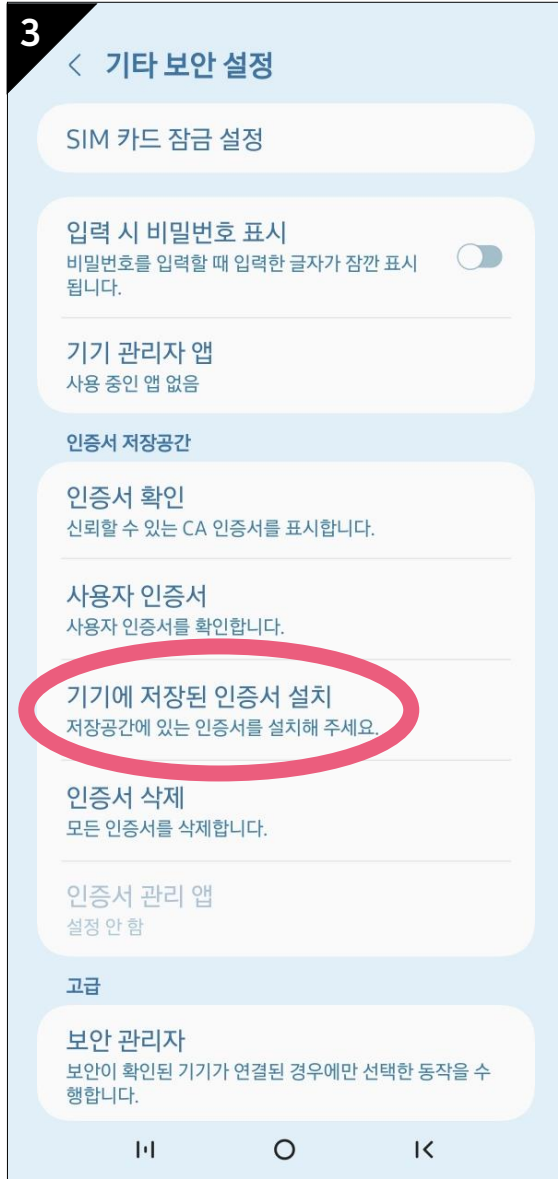 3
기타 보안 설정
SIM 카드 잠금 설정
입력 시 비밀번호 표시
비밀번호를 입력할 때 입력한 글자가 잠깐 표시
됩니다.
기기 관리자 앱
사용 중인 앱 없음
인증서 저장공간
인증서 확인
신뢰할 수 있는 CA 인증서를 표시합니다.
사용자 인증서
사용자 인증서를 확인합니다.
기기에 저장된 인증서 설치
저장공간에 있는 인증서를 설치해 주세요.
인증서 삭제
모든 인증서를 삭제합니다.
인증서 관리 앱
설정 안 함
고급
보안 관리자
보안이 확인된 기기가 연결된 경우에만 선택한 동작을 수
행합니다.